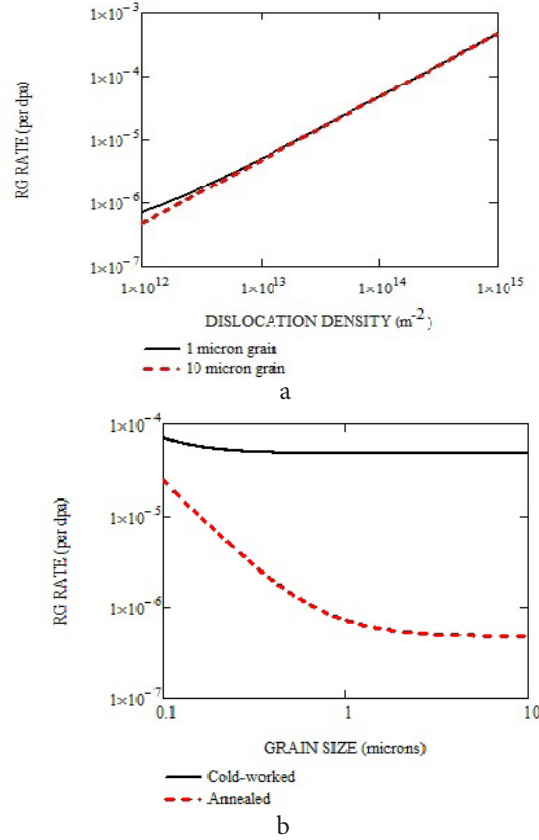 1×10⁻³
1×10⁻⁴
1×10⁻⁵
1×10⁻⁶
1×10⁻⁷
RG RATE (per dpa)
1×10¹² 1×10¹³ 1×10¹⁴ 1×10¹⁵
DISLOCATION DENSITY (m⁻²)
1 micron grain
10 micron grain
a
1×10⁻⁴
1×10⁻⁵
1×10⁻⁶
1×10⁻⁷
RG RATE (per dpa)
0.1 1 10
GRAIN SIZE (microns)
Cold-worked
Annealed
b